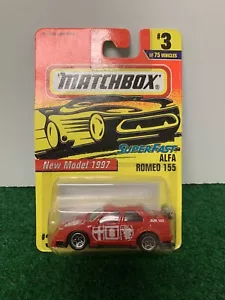 #3
OF 75 VEHICLES
MATCHBOX
SUPERFAST
New Model 1997
ALFA
ROMEO 155